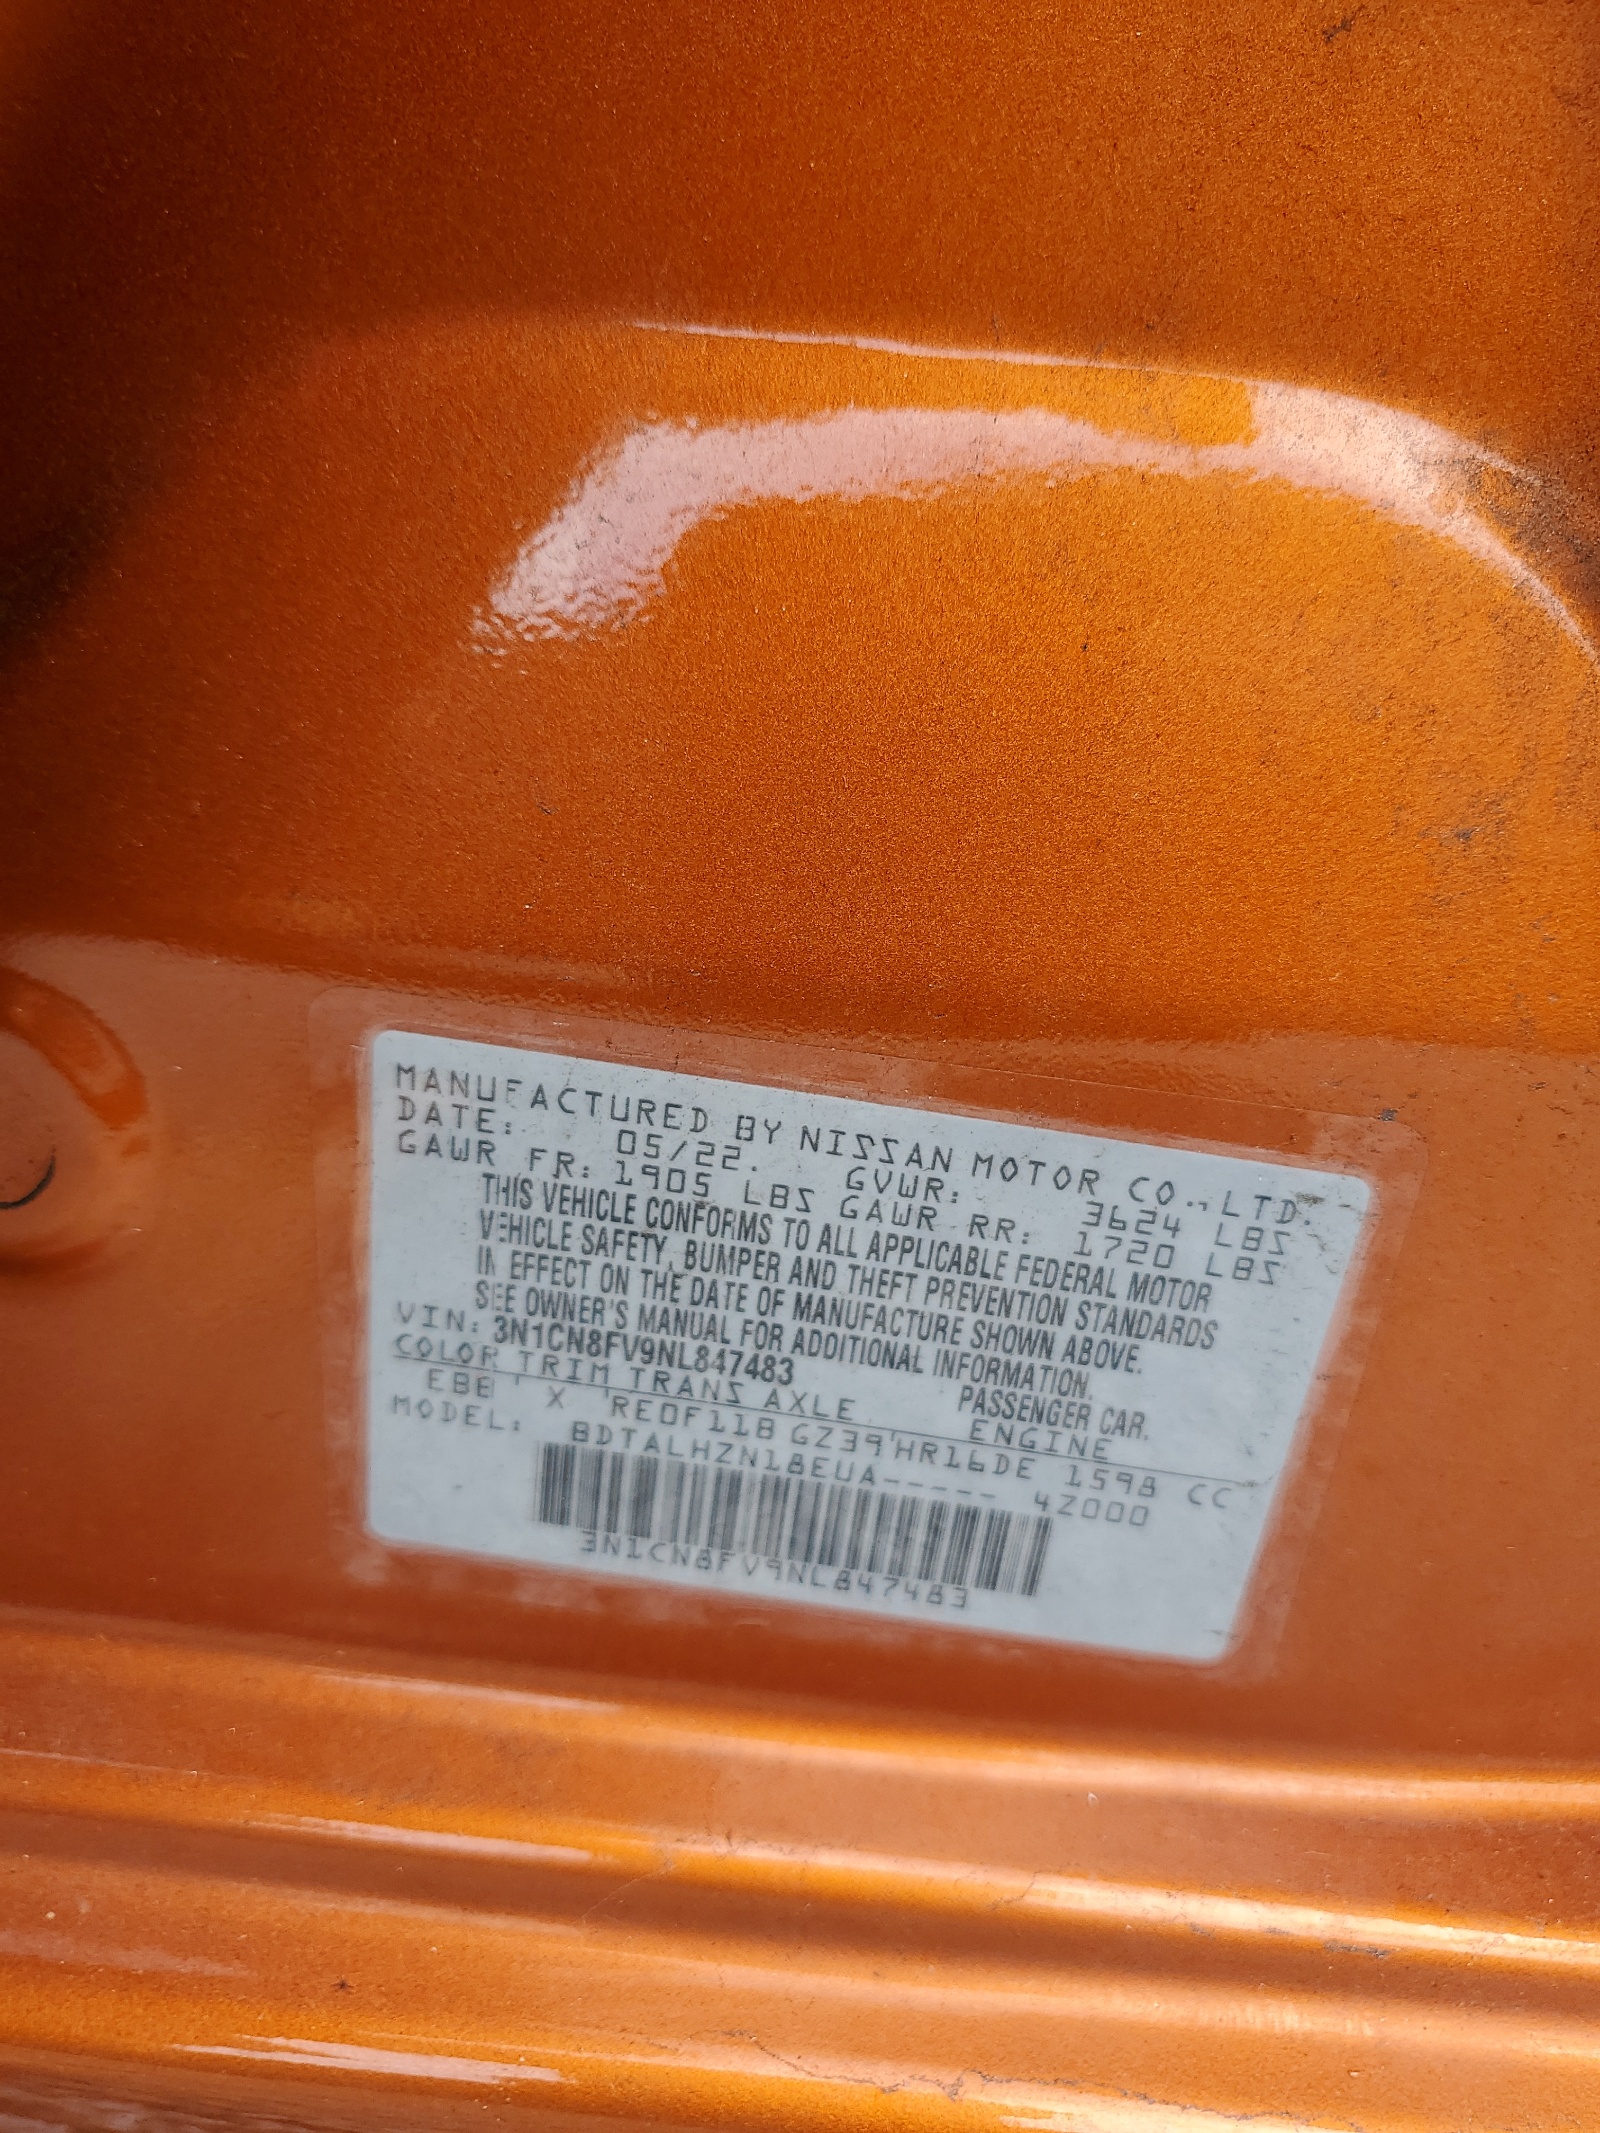 MANUFACTURED BY NISSAN MOTOR CO., LTD.
DATE: 05/22. GVWR: 3624 LBS
GAWR FR: 1905 LBS GAWR RR: 1720 LBS
THIS VEHICLE CONFORMS TO ALL APPLICABLE FEDERAL MOTOR
VEHICLE SAFETY, BUMPER AND THEFT PREVENTION STANDARDS
IN EFFECT ON THE DATE OF MANUFACTURE SHOWN ABOVE.
SEE OWNER'S MANUAL FOR ADDITIONAL INFORMATION.
VIN: 3N1CN8FV9NL847483 PASSENGER CAR.
COLOR TRIM TRANS AXLE ENGINE
EBB X RE0F11B GZ39 HR16DE 1598 CC
MODEL: BDTALHZN18EUA----- 4Z000
3N1CN8FV9NL847483